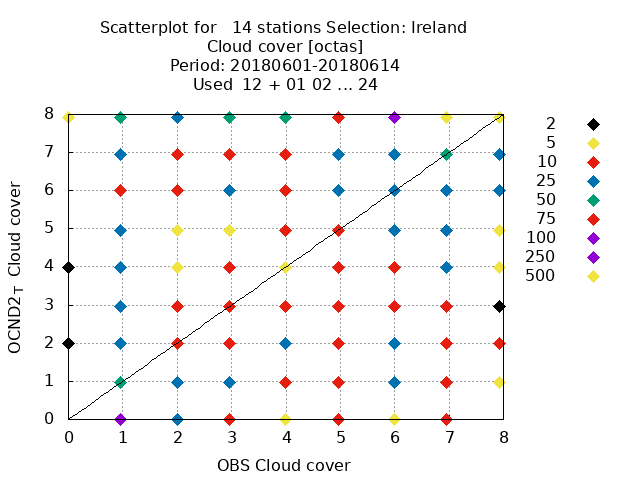 Scatterplot for 14 stations Selection: Ireland
Cloud cover [octas]
Period: 20180601-20180614
Used 12 + 01 02 ... 24
8
7
6
5
4
3
2
1
0
OCND2T Cloud cover
0 1 2 3 4 5 6 7 8
OBS Cloud cover
2
5
10
25
50
75
100
250
500